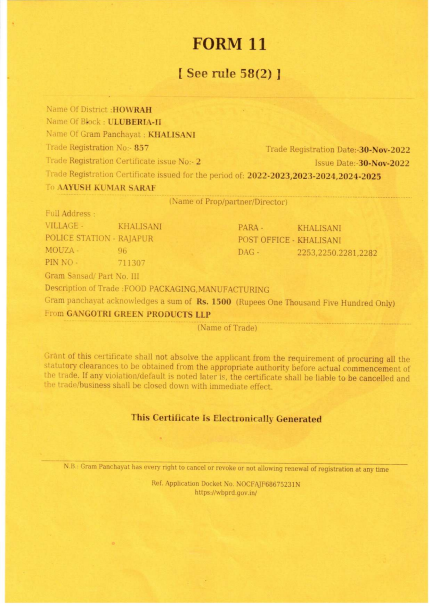 FORM 11
[ See rule 58(2) ]
Name Of District :HOWRAH
Name Of Block : ULUBERIA-II
Name Of Gram Panchayat : KHALISANI
Trade Registration No:- 857 Trade Registration Date:-30-Nov-2022
Trade Registration Certificate issue No:- 2 Issue Date:-30-Nov-2022
Trade Registration Certificate issued for the period of: 2022-2023,2023-2024,2024-2025
To AAYUSH KUMAR SARAF
(Name of Prop/partner/Director)
Full Address :
VILLAGE - KHALISANI PARA - KHALISANI
POLICE STATION - RAJAPUR POST OFFICE - KHALISANI
MOUZA - 96 DAG - 2253,2250,2281,2282
PIN NO - 711307
Gram Sansad/ Part No. III
Description of Trade :FOOD PACKAGING,MANUFACTURING
Gram panchayat acknowledges a sum of Rs. 1500 (Rupees One Thousand Five Hundred Only)
From GANGOTRI GREEN PRODUCTS LLP
(Name of Trade)
Grant of this certificate shall not absolve the applicant from the requirement of procuring all the
statutory clearances to be obtained from the appropriate authority before actual commencement of
the trade. If any violation/default is noted later is, the certificate shall be liable to be cancelled and
the trade/business shall be closed down with immediate effect.
This Certificate is Electronically Generated
N.B : Gram Panchayat has every right to cancel or revoke or not allowing renewal of registration at any time
Ref. Application Docket No. NOCFAJP68675231N
https://wbprd.gov.in/